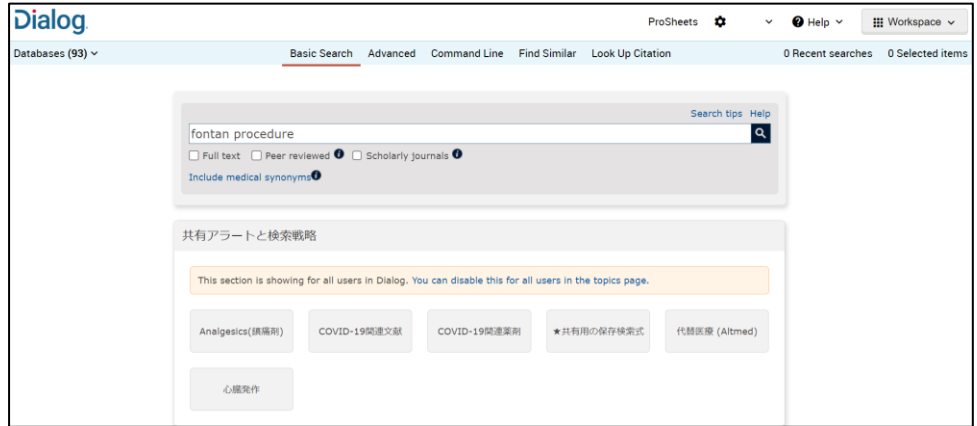 Dialog
ProSheets Help Workspace
Databases (93) Basic Search Advanced Command Line Find Similar Look Up Citation 0 Recent searches 0 Selected items
Search tips Help
fontan procedure
Full text Peer reviewed Scholarly journals
Include medical synonyms
共有アラートと検索戦略
This section is showing for all users in Dialog. You can disable this for all users in the topics page.
Analgesics(鎮痛剤) COVID-19関連文献 COVID-19関連薬剤 ★共有用の保存検索式 代替医療 (Altmed)
心臓発作